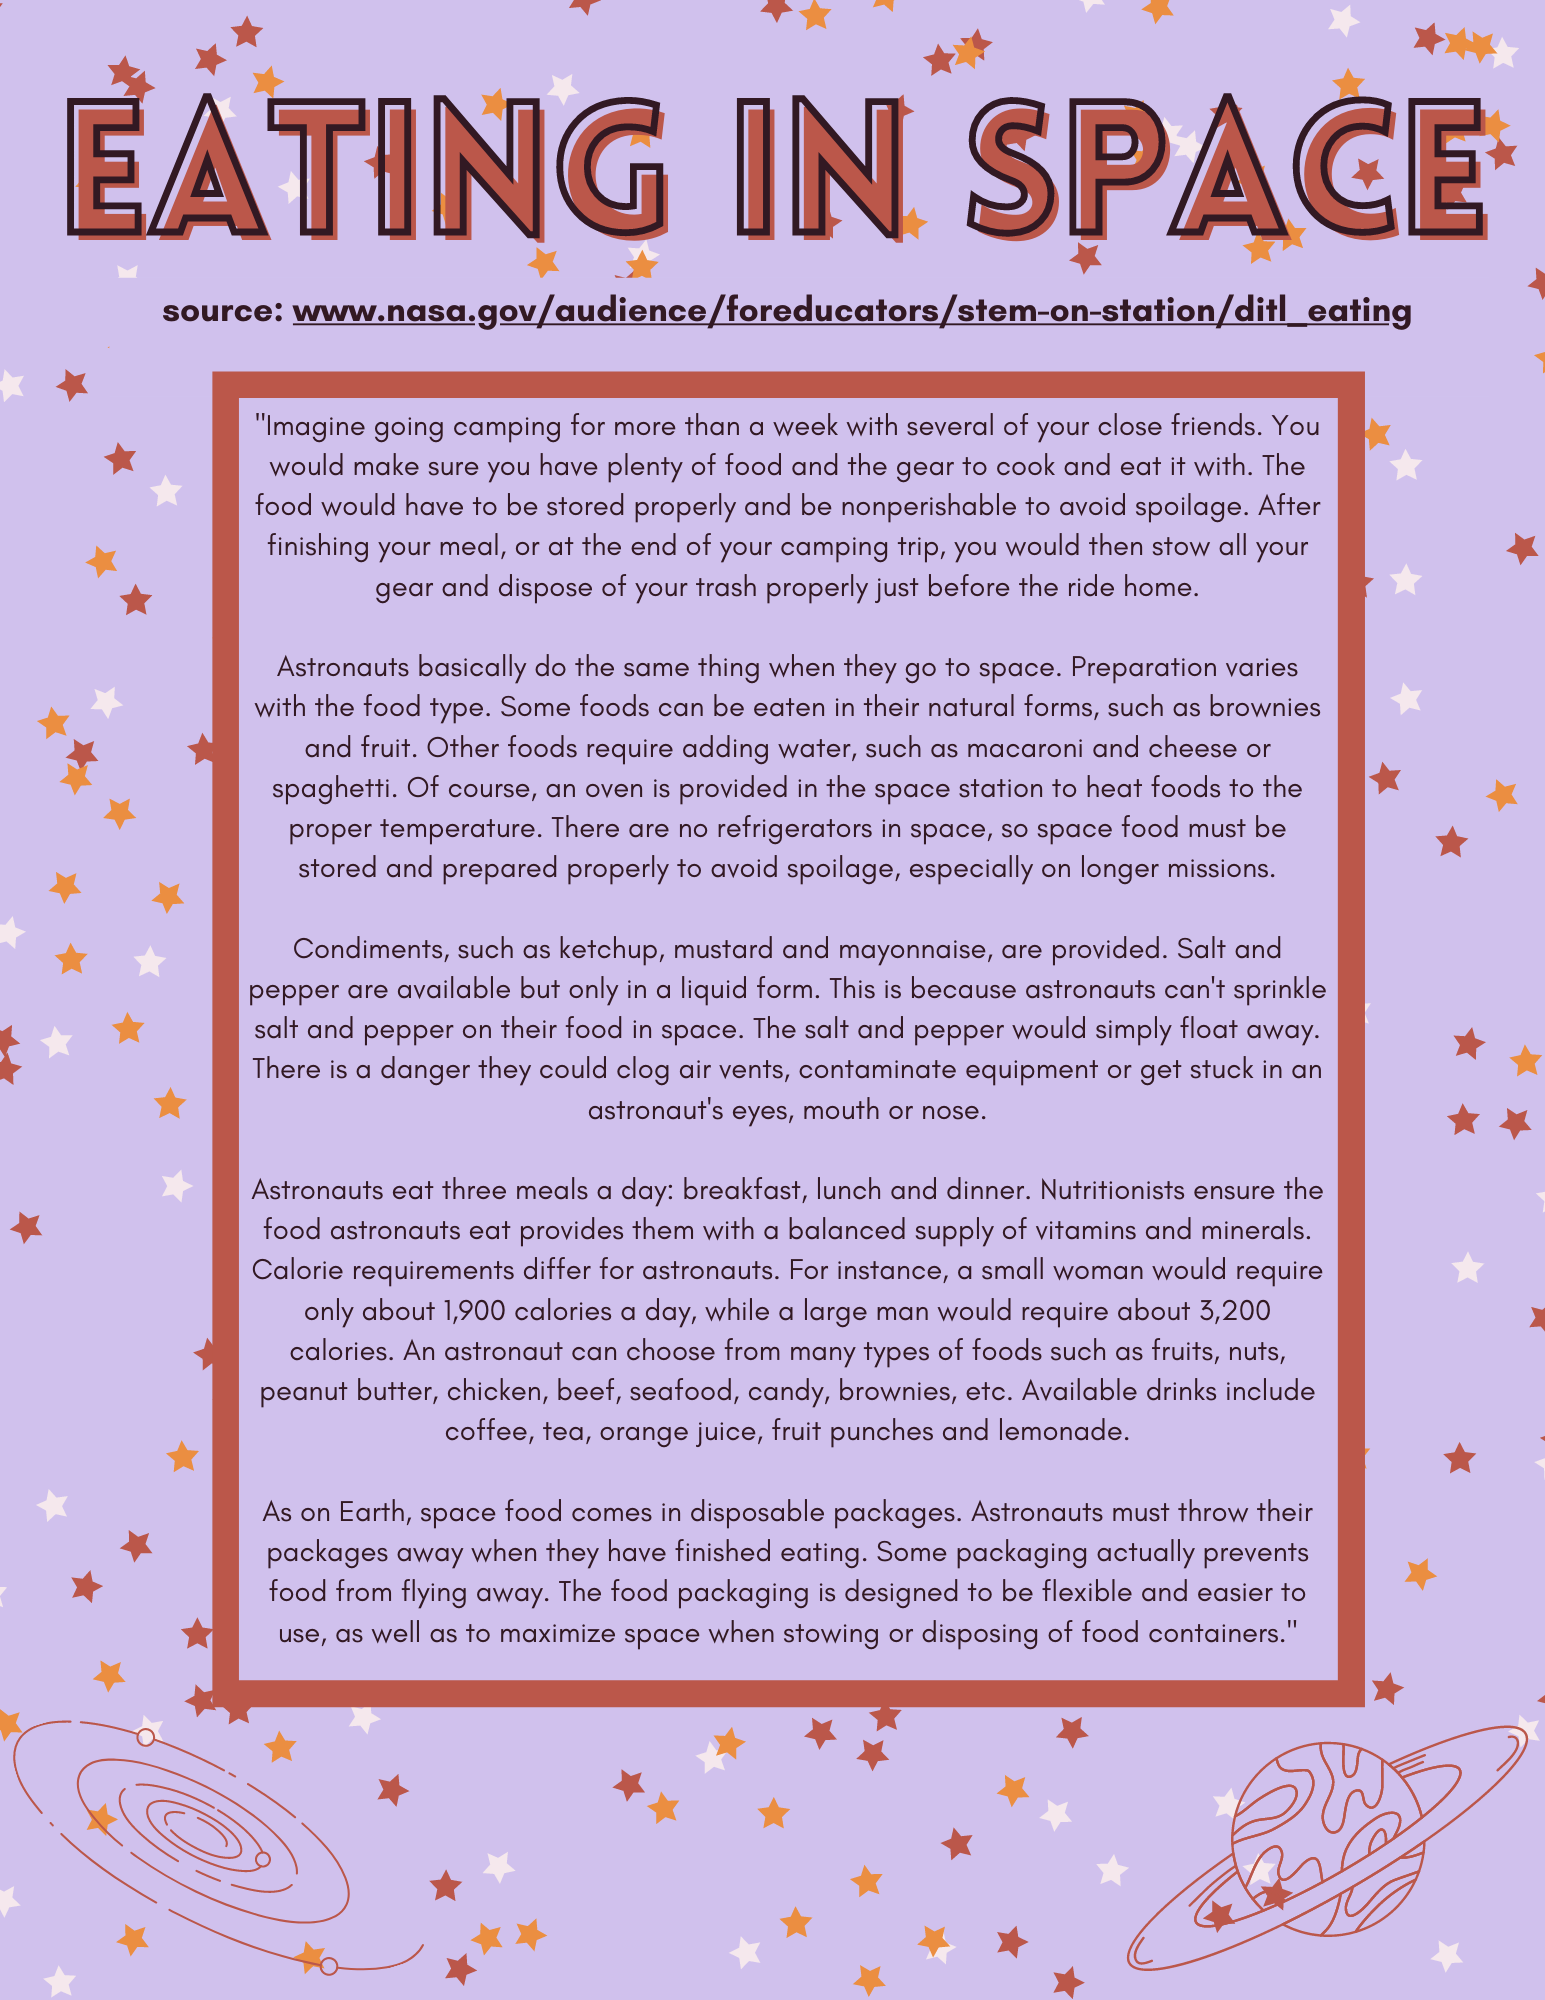 EATING IN SPACE
source: www.nasa.gov/audience/foreducators/stem-on-station/ditl_eating
"Imagine going camping for more than a week with several of your close friends. You
would make sure you have plenty of food and the gear to cook and eat it with. The
food would have to be stored properly and be nonperishable to avoid spoilage. After
finishing your meal, or at the end of your camping trip, you would then stow all your
gear and dispose of your trash properly just before the ride home.
Astronauts basically do the same thing when they go to space. Preparation varies
with the food type. Some foods can be eaten in their natural forms, such as brownies
and fruit. Other foods require adding water, such as macaroni and cheese or
spaghetti. Of course, an oven is provided in the space station to heat foods to the
proper temperature. There are no refrigerators in space, so space food must be
stored and prepared properly to avoid spoilage, especially on longer missions.
Condiments, such as ketchup, mustard and mayonnaise, are provided. Salt and
pepper are available but only in a liquid form. This is because astronauts can't sprinkle
salt and pepper on their food in space. The salt and pepper would simply float away.
There is a danger they could clog air vents, contaminate equipment or get stuck in an
astronaut's eyes, mouth or nose.
Astronauts eat three meals a day: breakfast, lunch and dinner. Nutritionists ensure the
food astronauts eat provides them with a balanced supply of vitamins and minerals.
Calorie requirements differ for astronauts. For instance, a small woman would require
only about 1,900 calories a day, while a large man would require about 3,200
calories. An astronaut can choose from many types of foods such as fruits, nuts,
peanut butter, chicken, beef, seafood, candy, brownies, etc. Available drinks include
coffee, tea, orange juice, fruit punches and lemonade.
As on Earth, space food comes in disposable packages. Astronauts must throw their
packages away when they have finished eating. Some packaging actually prevents
food from flying away. The food packaging is designed to be flexible and easier to
use, as well as to maximize space when stowing or disposing of food containers."